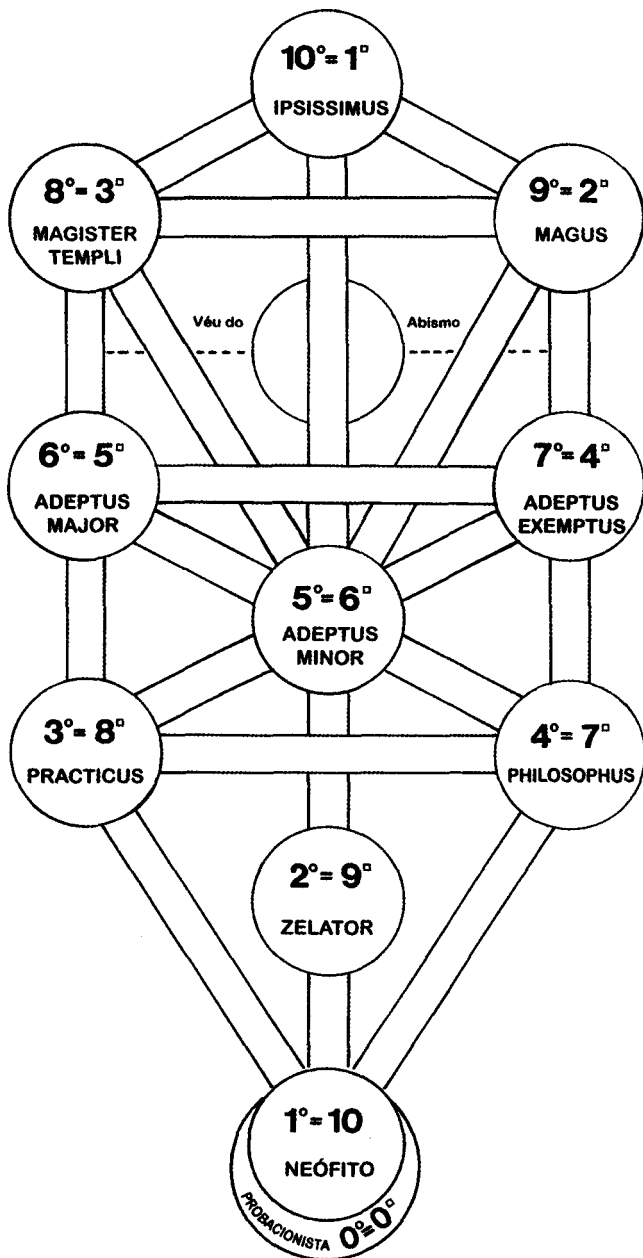 10°=1□
IPSISSIMUS
8°=3□
MAGISTER
TEMPLI
9°=2□
MAGUS
Véu do
Abismo
6°=5□
ADEPTUS
MAJOR
7°=4□
ADEPTUS
EXEMPTUS
5°=6□
ADEPTUS
MINOR
3°=8□
PRACTICUS
4°=7□
PHILOSOPHUS
2°=9□
ZELATOR
1°=10
NEÓFITO
PROBACIONISTA 0°=0□